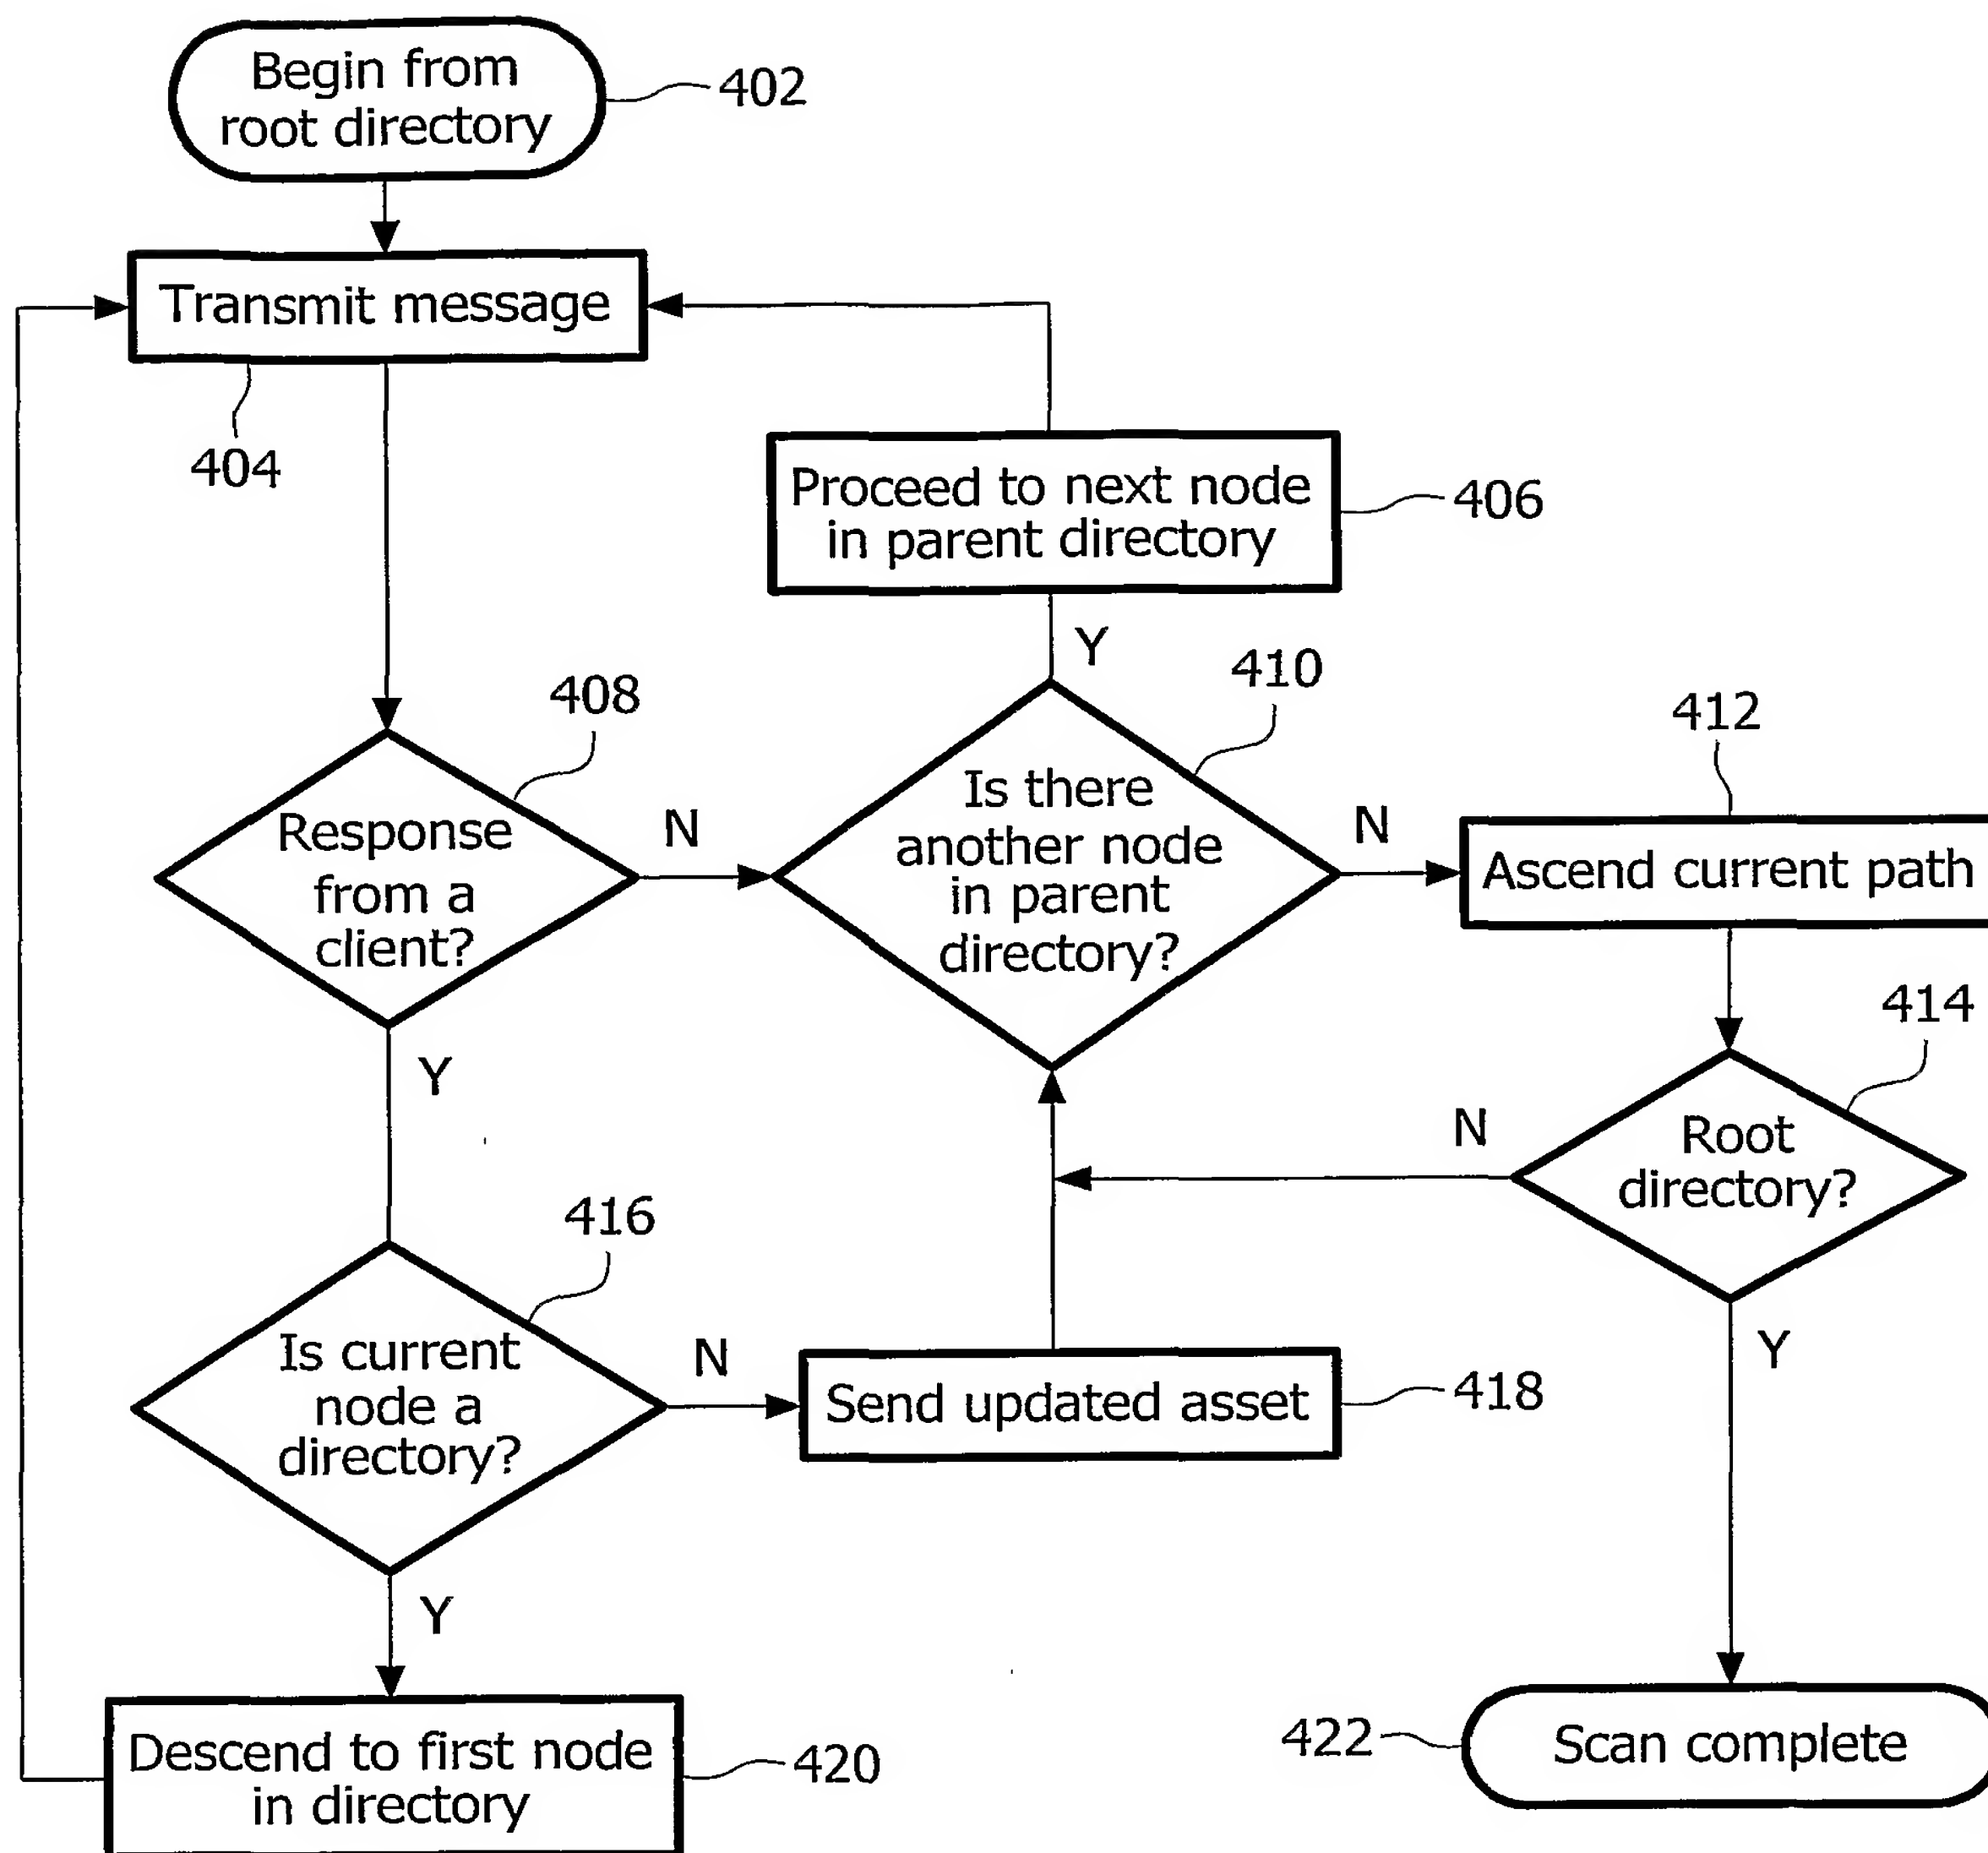 Begin from
root directory
402
Transmit message
404
Proceed to next node
in parent directory
406
Y
410
408
412
Is there
another node
in parent
directory?
Response
from a
client?
N
N
Ascend current path
414
Y
N
Root
directory?
416
Is current
node a
directory?
N
Send updated asset
418
Y
Y
Descend to first node
in directory
420
422
Scan complete